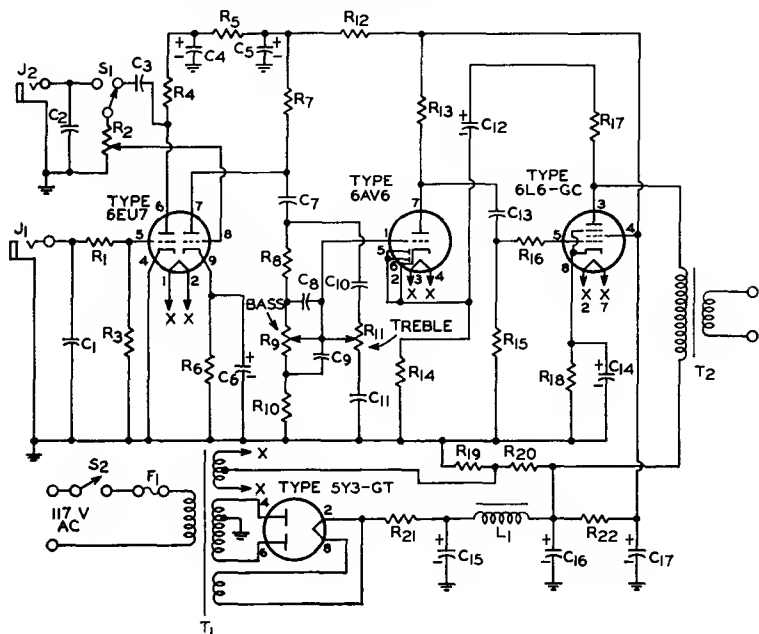 R5
R12
C4
C5
J2
S1
C3
R4
R7
R13
C12
R17
C2
R2
TYPE
6EU7
TYPE
6AV6
TYPE
6L6-GC
6
7
C7
7
C13
3
J1
5
8
1
5
4
R1
4
9
R8
C8
C10
5
6
2
3
4
R16
8
1
2
X
X
X
X
X
X
2
7
BASS
R9
R11
TREBLE
C1
R3
R6
C6
C9
R15
R14
R18
C14
T2
R10
C11
S2
F1
X
X
R19
R20
TYPE 5Y3-GT
117 V
AC
4
2
6
8
R21
L1
R22
C15
C16
C17
T1